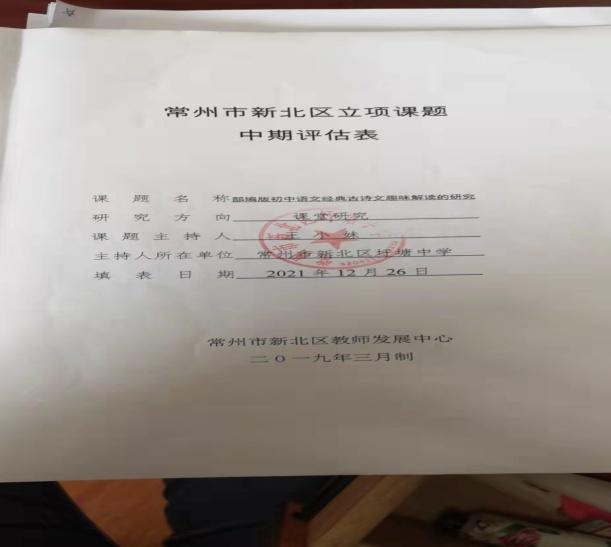 常州市新北区立项课题
中期评估表
课题名称 部编版初中语文经典古诗文趣味解读的研究
研究方向 课堂研究
课题主持人 王小妹
主持人所在单位 常州市新北区圩塘中学
填表日期 2021 年 12 月 26 日
常州市新北区教师发展中心
二〇一九年三月制